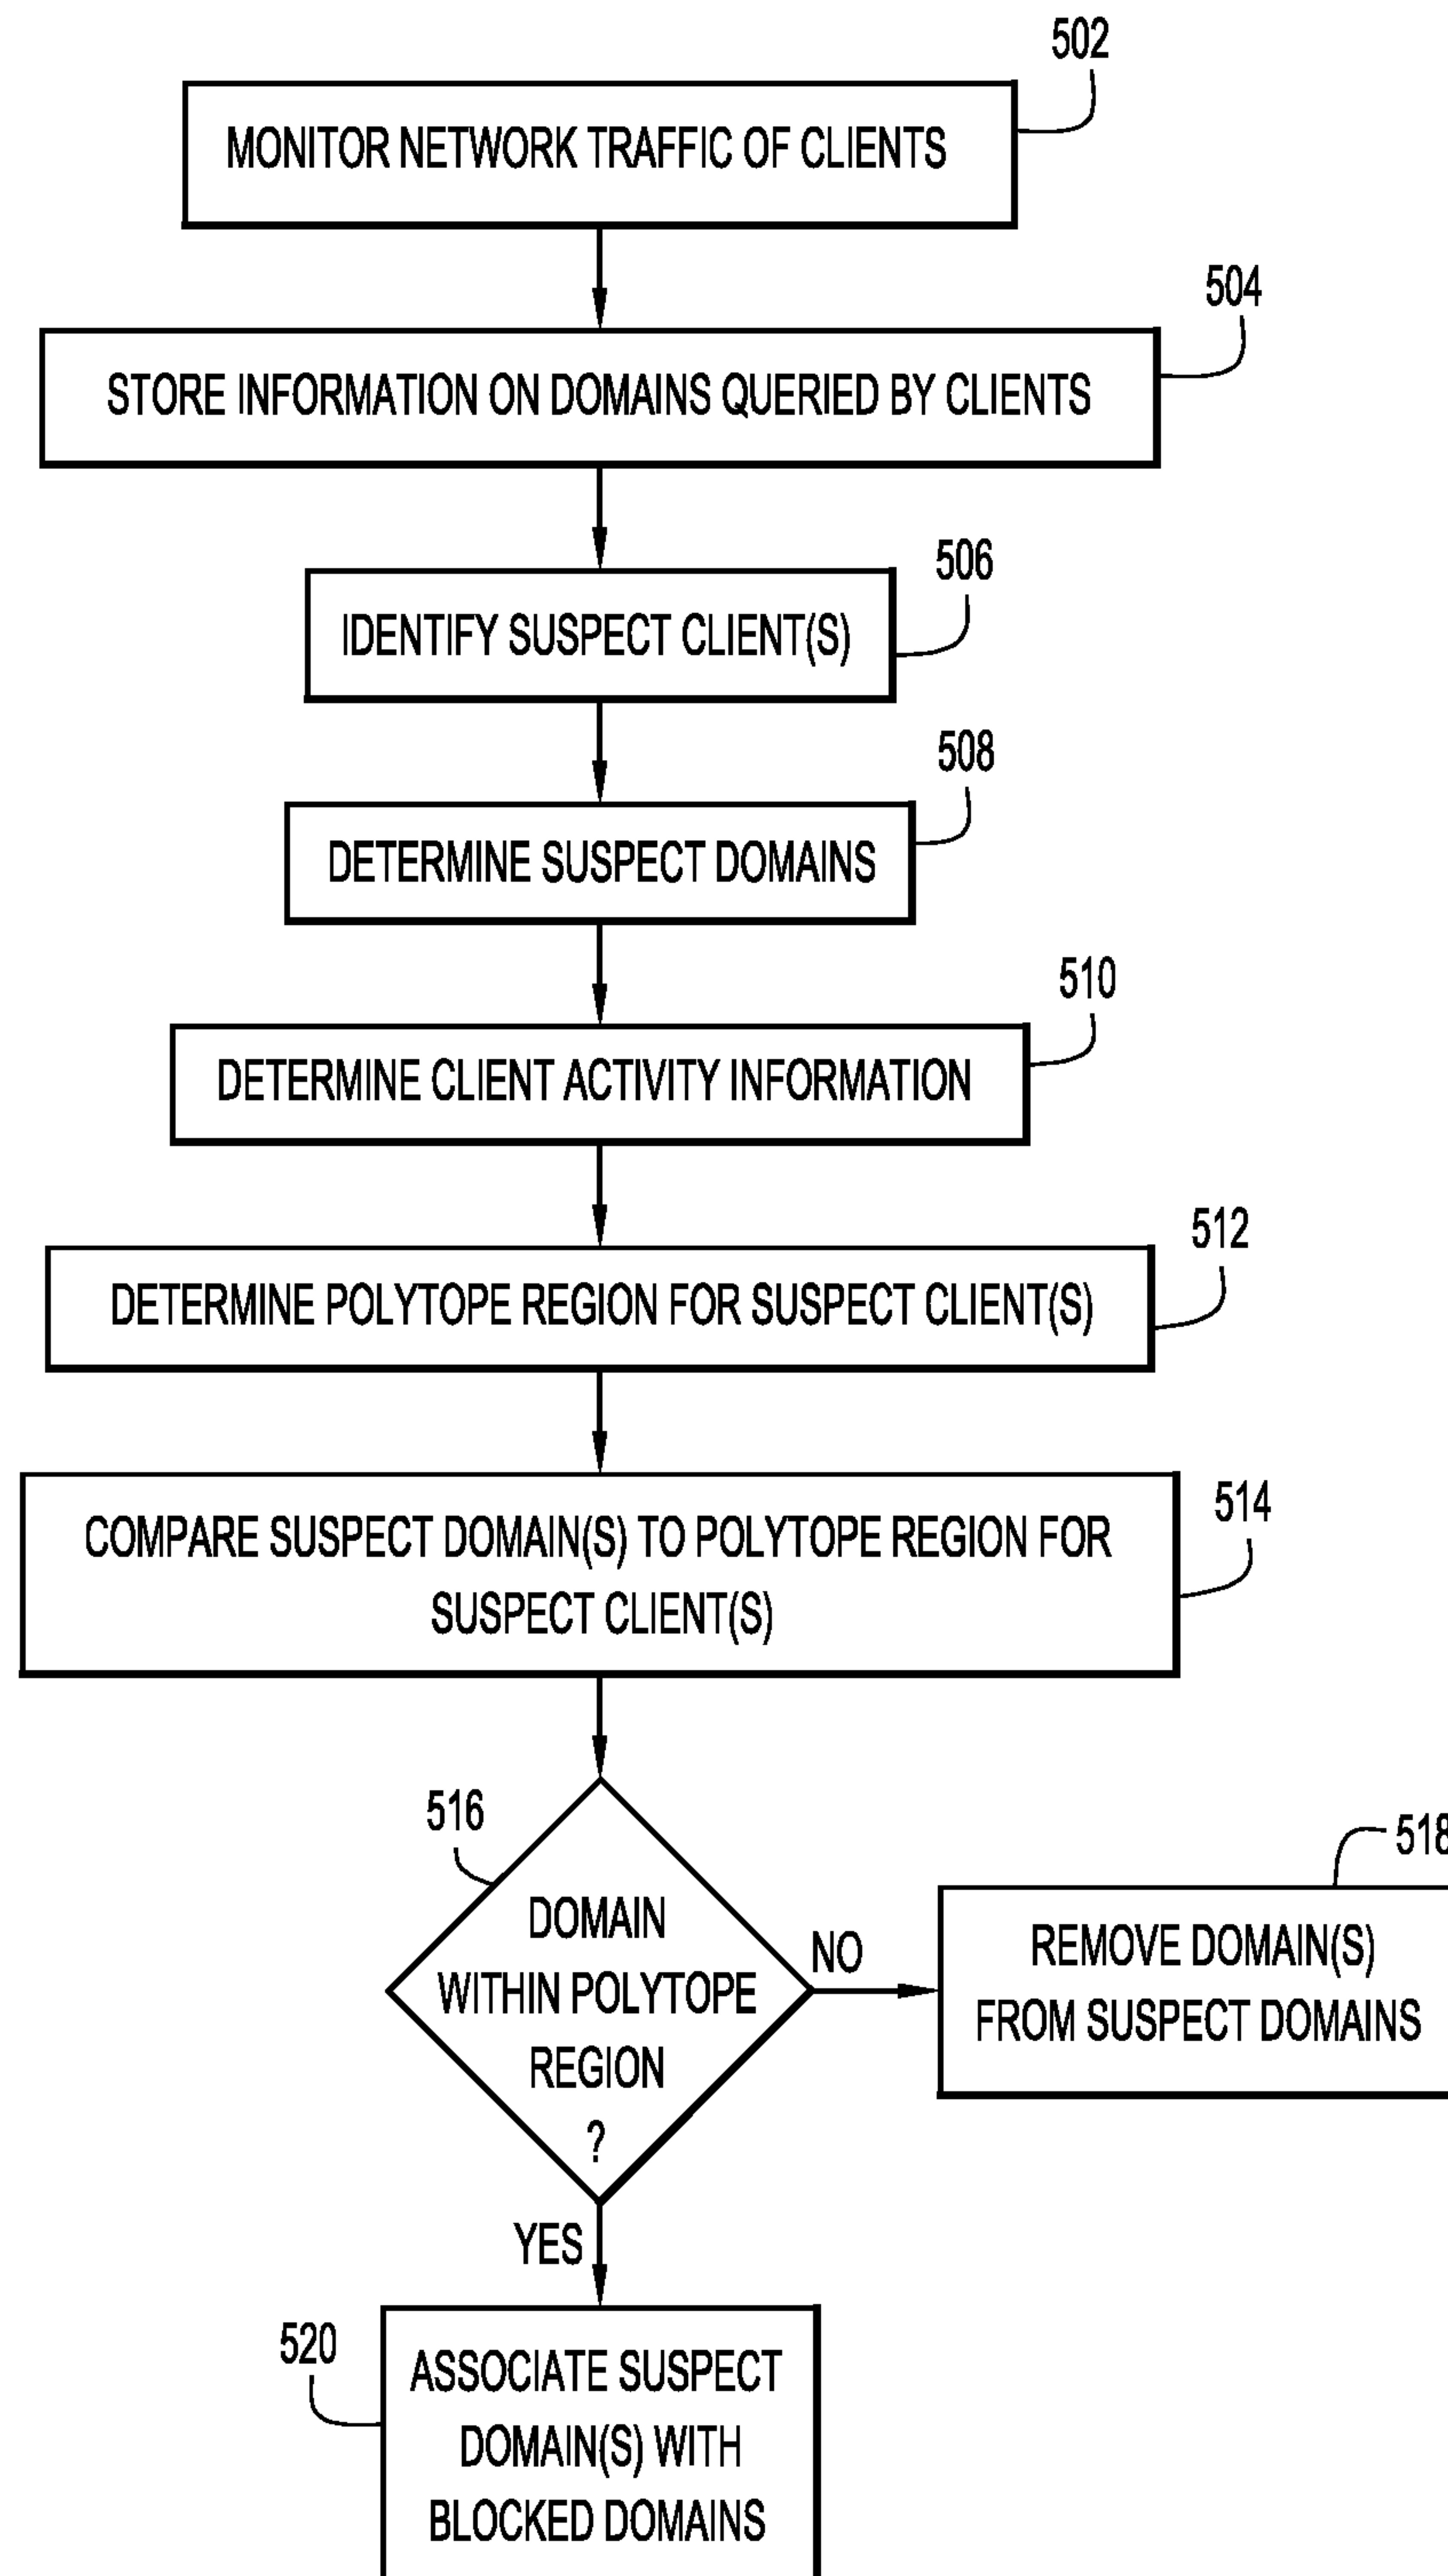 502
MONITOR NETWORK TRAFFIC OF CLIENTS
504
STORE INFORMATION ON DOMAINS QUERIED BY CLIENTS
506
IDENTIFY SUSPECT CLIENT(S)
508
DETERMINE SUSPECT DOMAINS
510
DETERMINE CLIENT ACTIVITY INFORMATION
512
DETERMINE POLYTOPE REGION FOR SUSPECT CLIENT(S)
514
COMPARE SUSPECT DOMAIN(S) TO POLYTOPE REGION FOR
SUSPECT CLIENT(S)
516
DOMAIN
WITHIN POLYTOPE
REGION
?
NO
518
REMOVE DOMAIN(S)
FROM SUSPECT DOMAINS
YES
520
ASSOCIATE SUSPECT
DOMAIN(S) WITH
BLOCKED DOMAINS